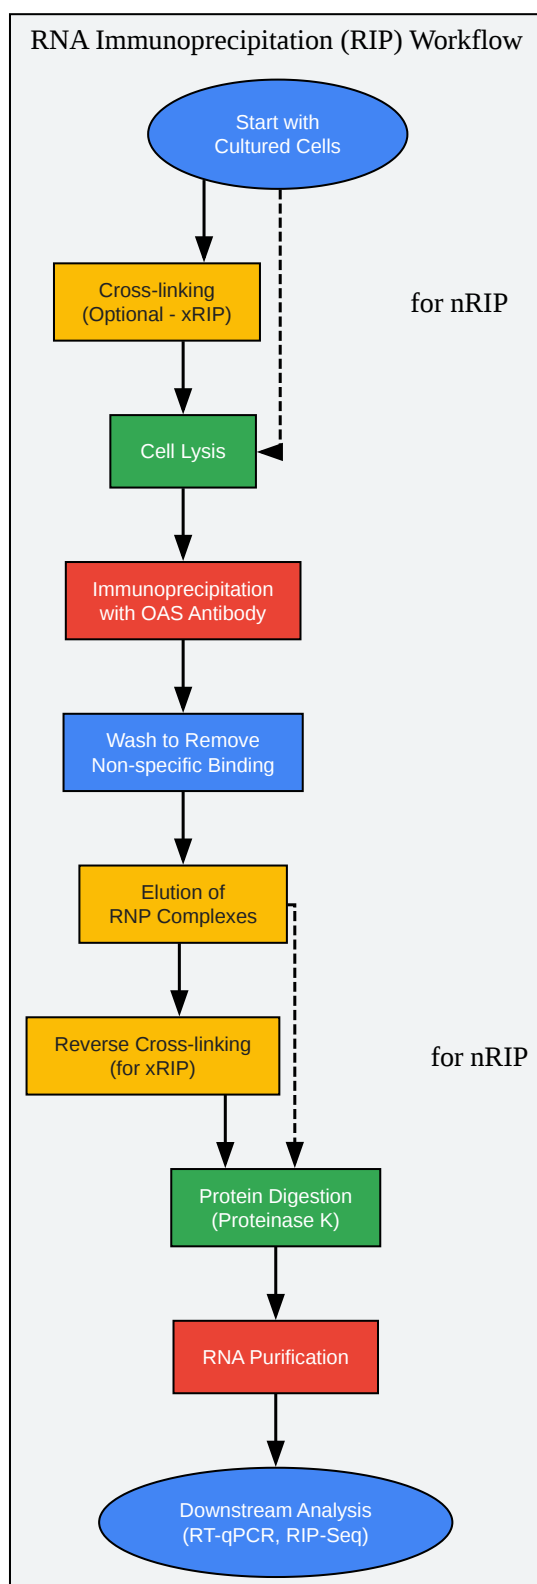 RNA Immunoprecipitation (RIP) Workflow
Start with
Cultured Cells
Cross-linking
(Optional - xRIP)
for nRIP
Cell Lysis
Immunoprecipitation
with OAS Antibody
Wash to Remove
Non-specific Binding
Elution of
RNP Complexes
Reverse Cross-linking
(for xRIP)
for nRIP
Protein Digestion
(Proteinase K)
RNA Purification
Downstream Analysis
(RT-qPCR, RIP-Seq)